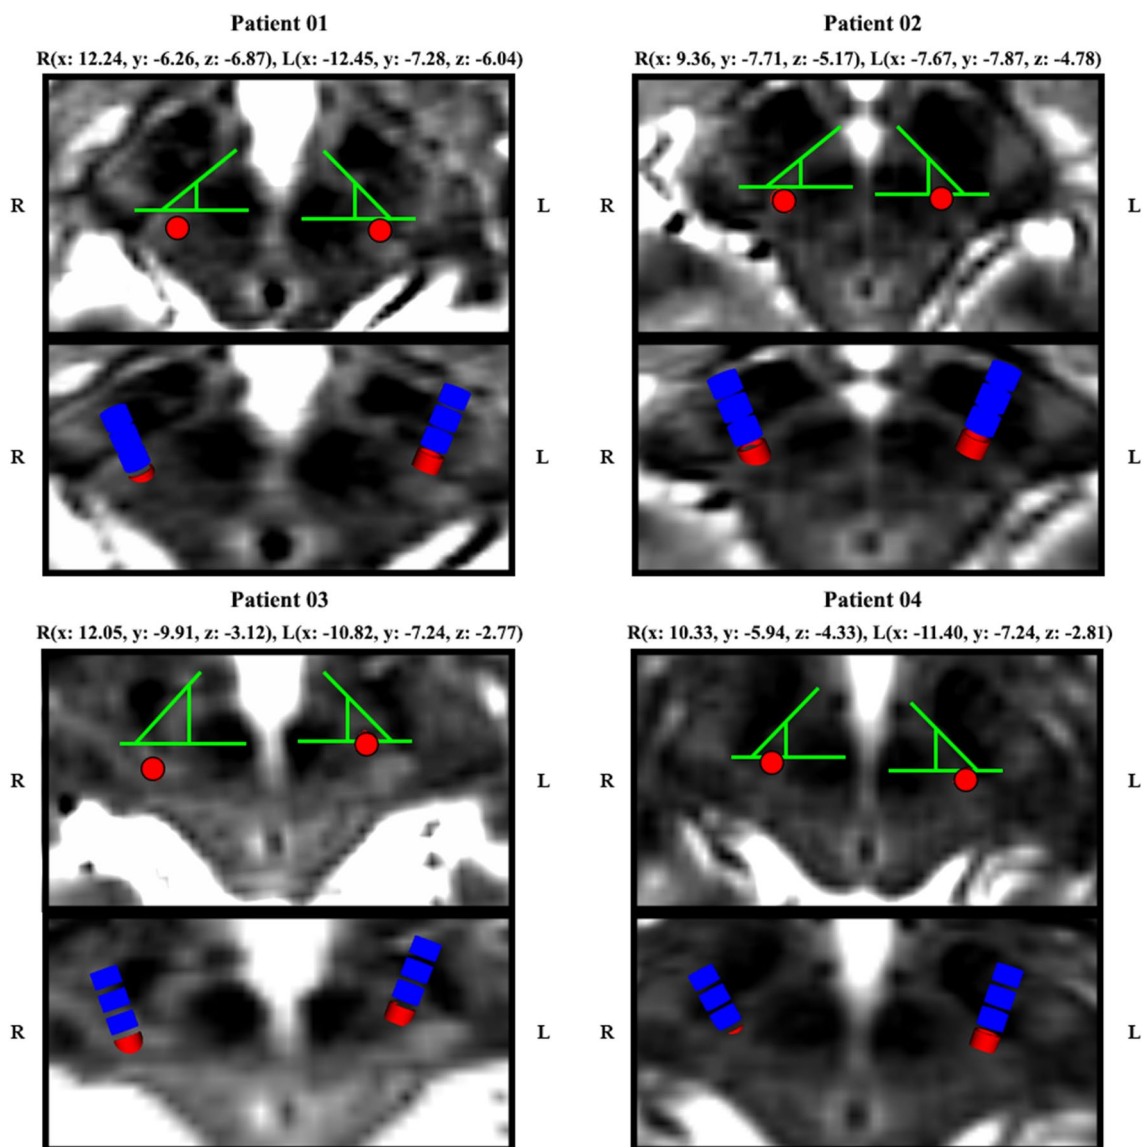 Patient 01
R(x: 12.24, y: -6.26, z: -6.87), L(x: -12.45, y: -7.28, z: -6.04)
R
L
R
L
Patient 02
R(x: 9.36, y: -7.71, z: -5.17), L(x: -7.67, y: -7.87, z: -4.78)
R
L
R
L
Patient 03
R(x: 12.05, y: -9.91, z: -3.12), L(x: -10.82, y: -7.24, z: -2.77)
R
L
R
L
Patient 04
R(x: 10.33, y: -5.94, z: -4.33), L(x: -11.40, y: -7.24, z: -2.81)
R
L
R
L